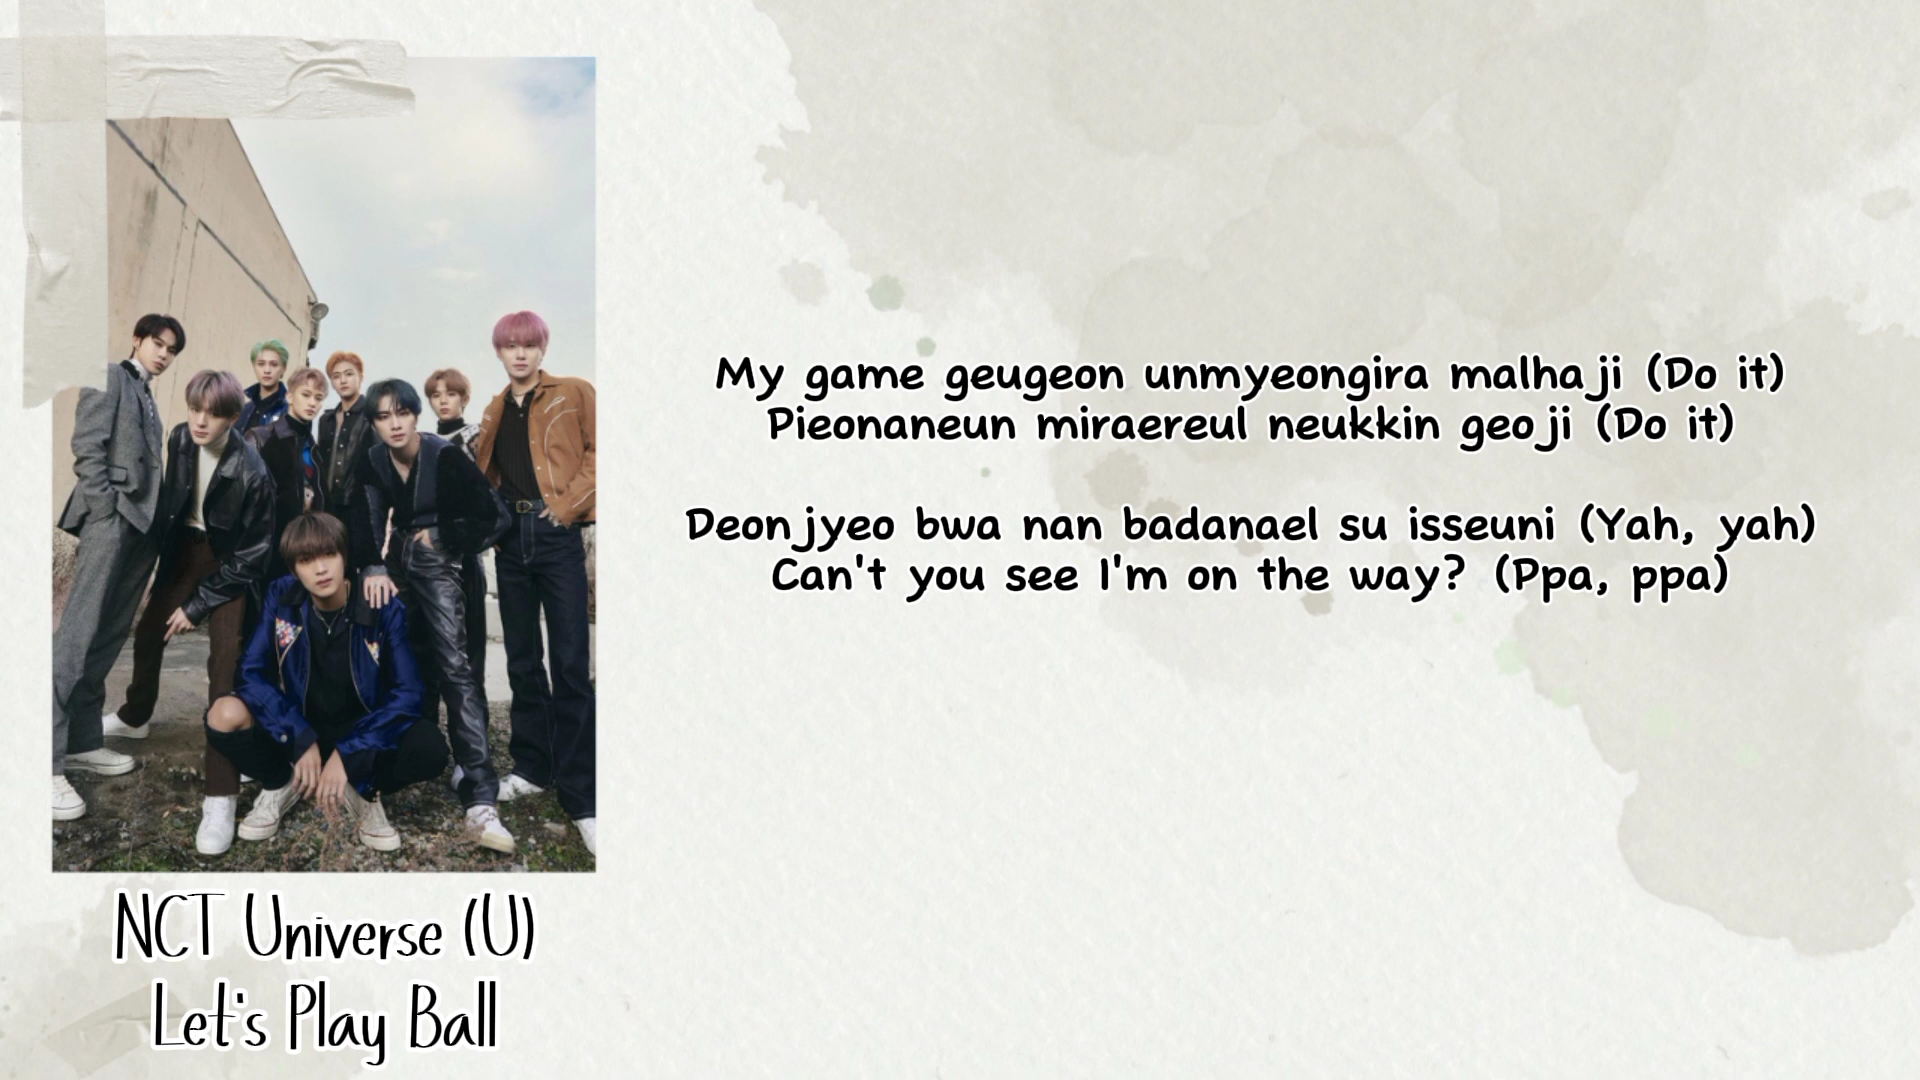 My game geugeon unmyeongira malhaji (Do it)
Pieonaneun miraereul neukkin geoji (Do it)
Deonjyeo bwa nan badanael su isseuni (Yah, yah)
Can't you see I'm on the way? (Ppa, ppa)
NCT Universe (U)
Let's Play Ball